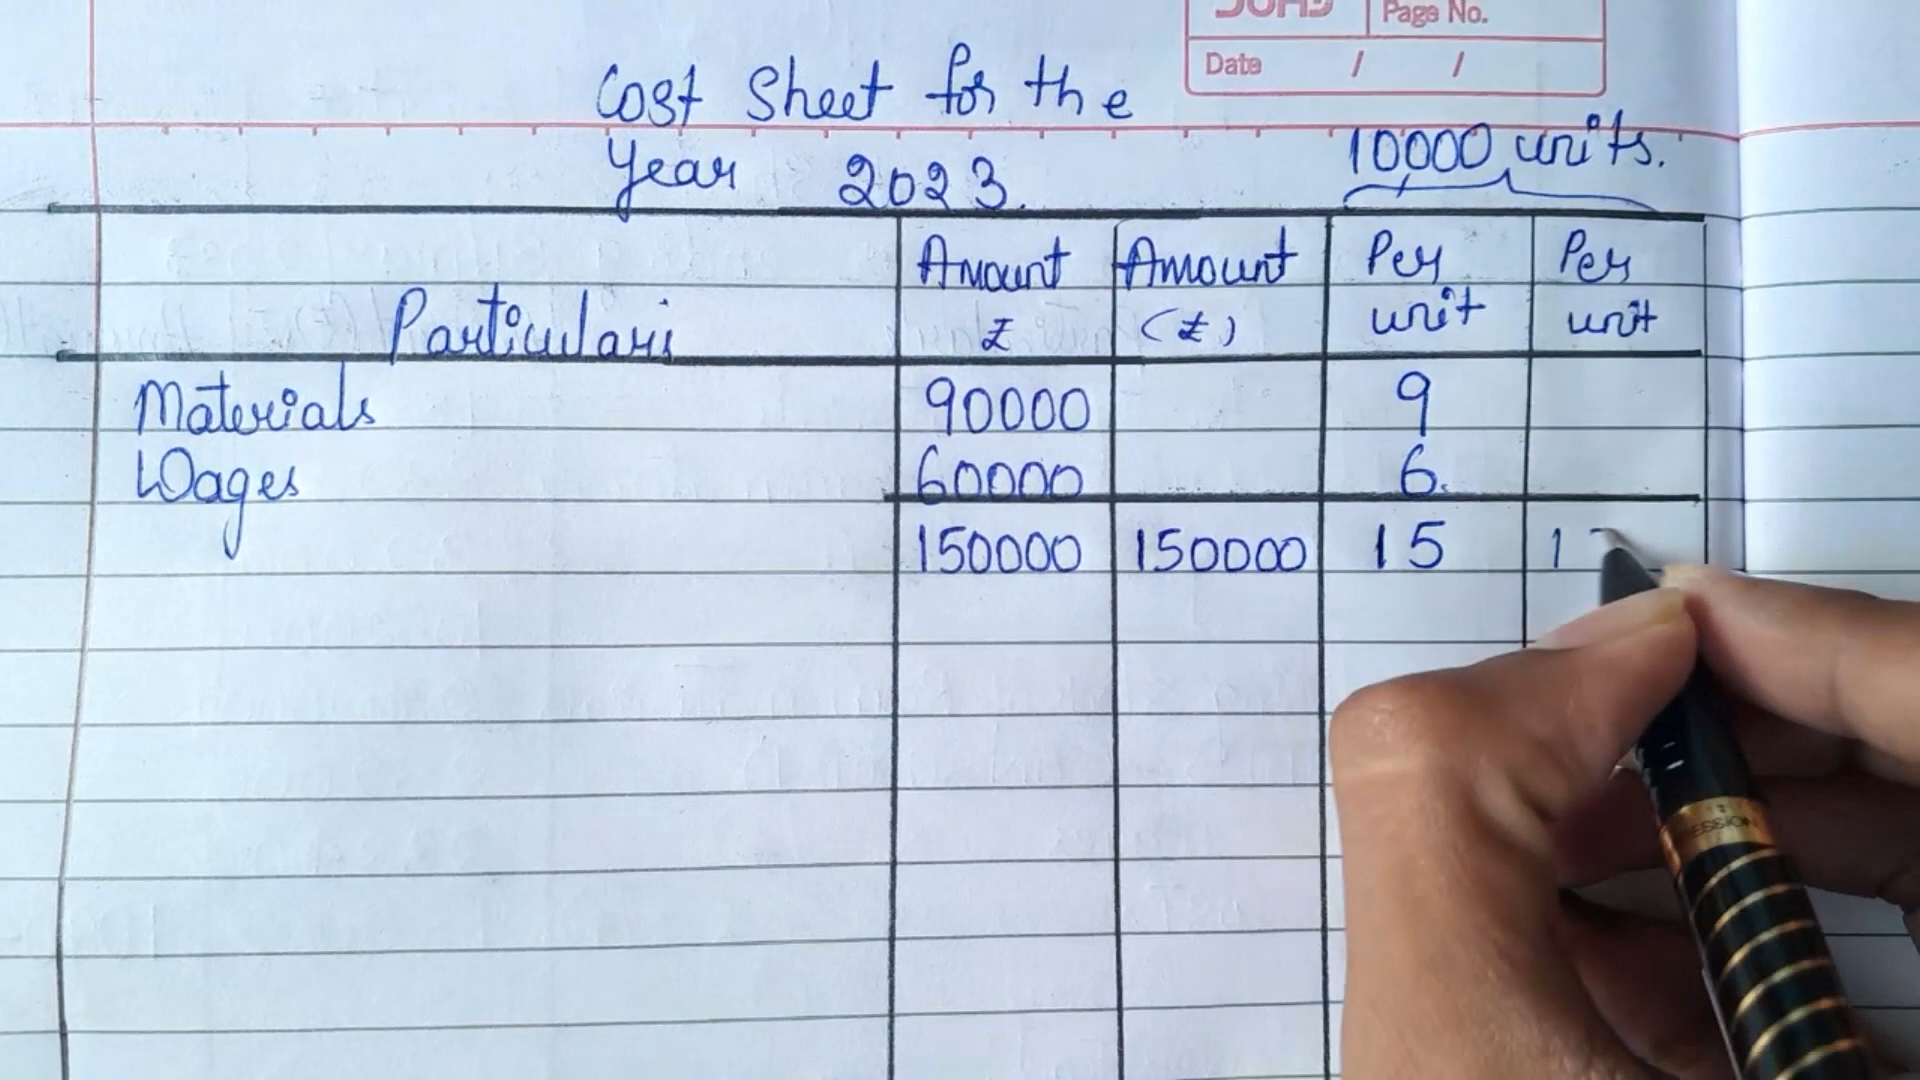 Page No.
Date / /
Cost Sheet for the
Year 2023.
10000 units.
Particulars Amount ₹ Amount (₹) Per unit Per unit
Materials 90000 9
Wages 60000 6.
150000 150000 15 1